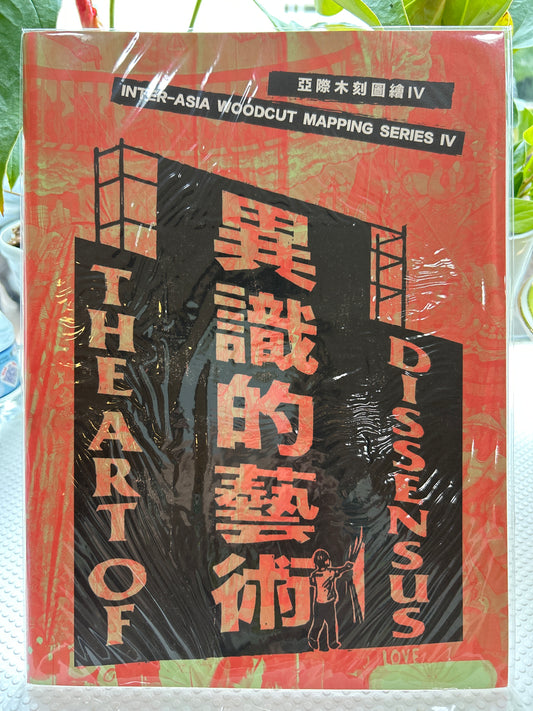 亞際木刻圖繪IV
INTER-ASIA WOODCUT MAPPING SERIES IV
THE ART OF
異識的藝術
DISSENSUS
LOVE